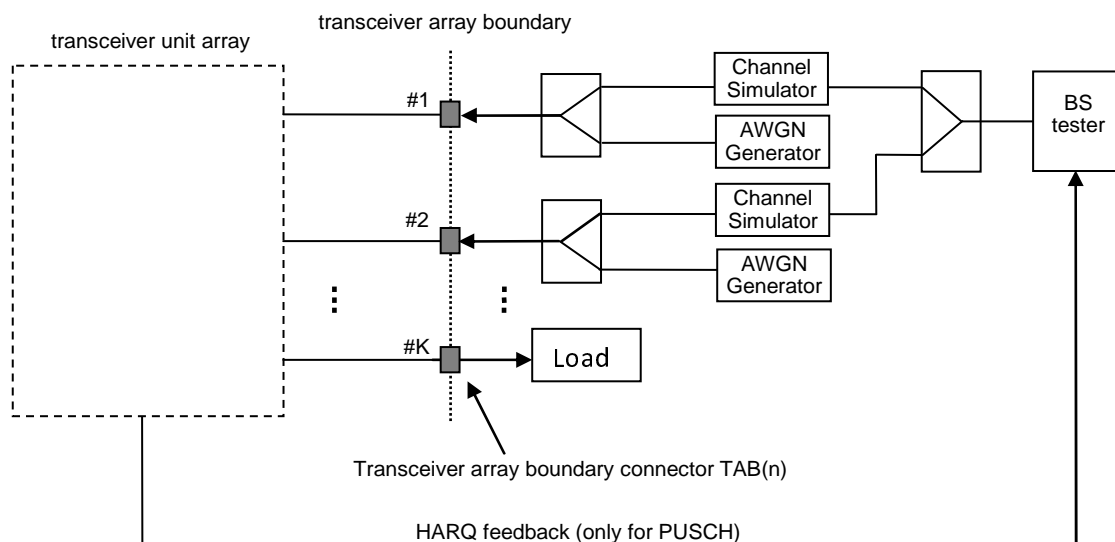 transceiver array boundary
transceiver unit array
#1
Channel
Simulator
AWGN
Generator
BS
tester
#2
Channel
Simulator
AWGN
Generator
#K
Load
Transceiver array boundary connector TAB(n)
HARQ feedback (only for PUSCH)